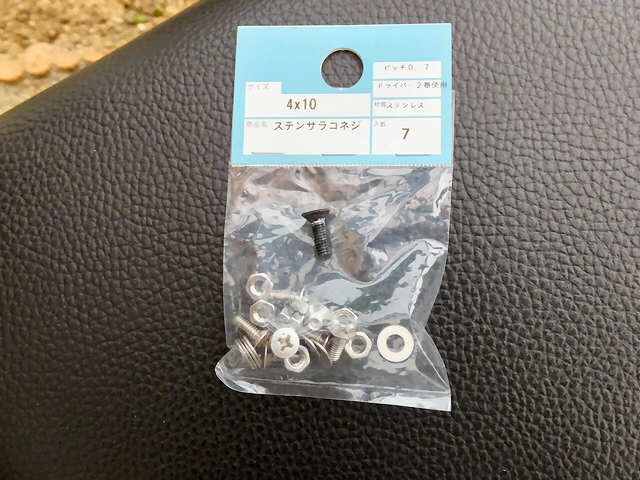 ピッチ0.7
サイズ
4x10
ドライバー2番使用
材質 ステンレス
商品名 ステンサラコネジ
入数 7